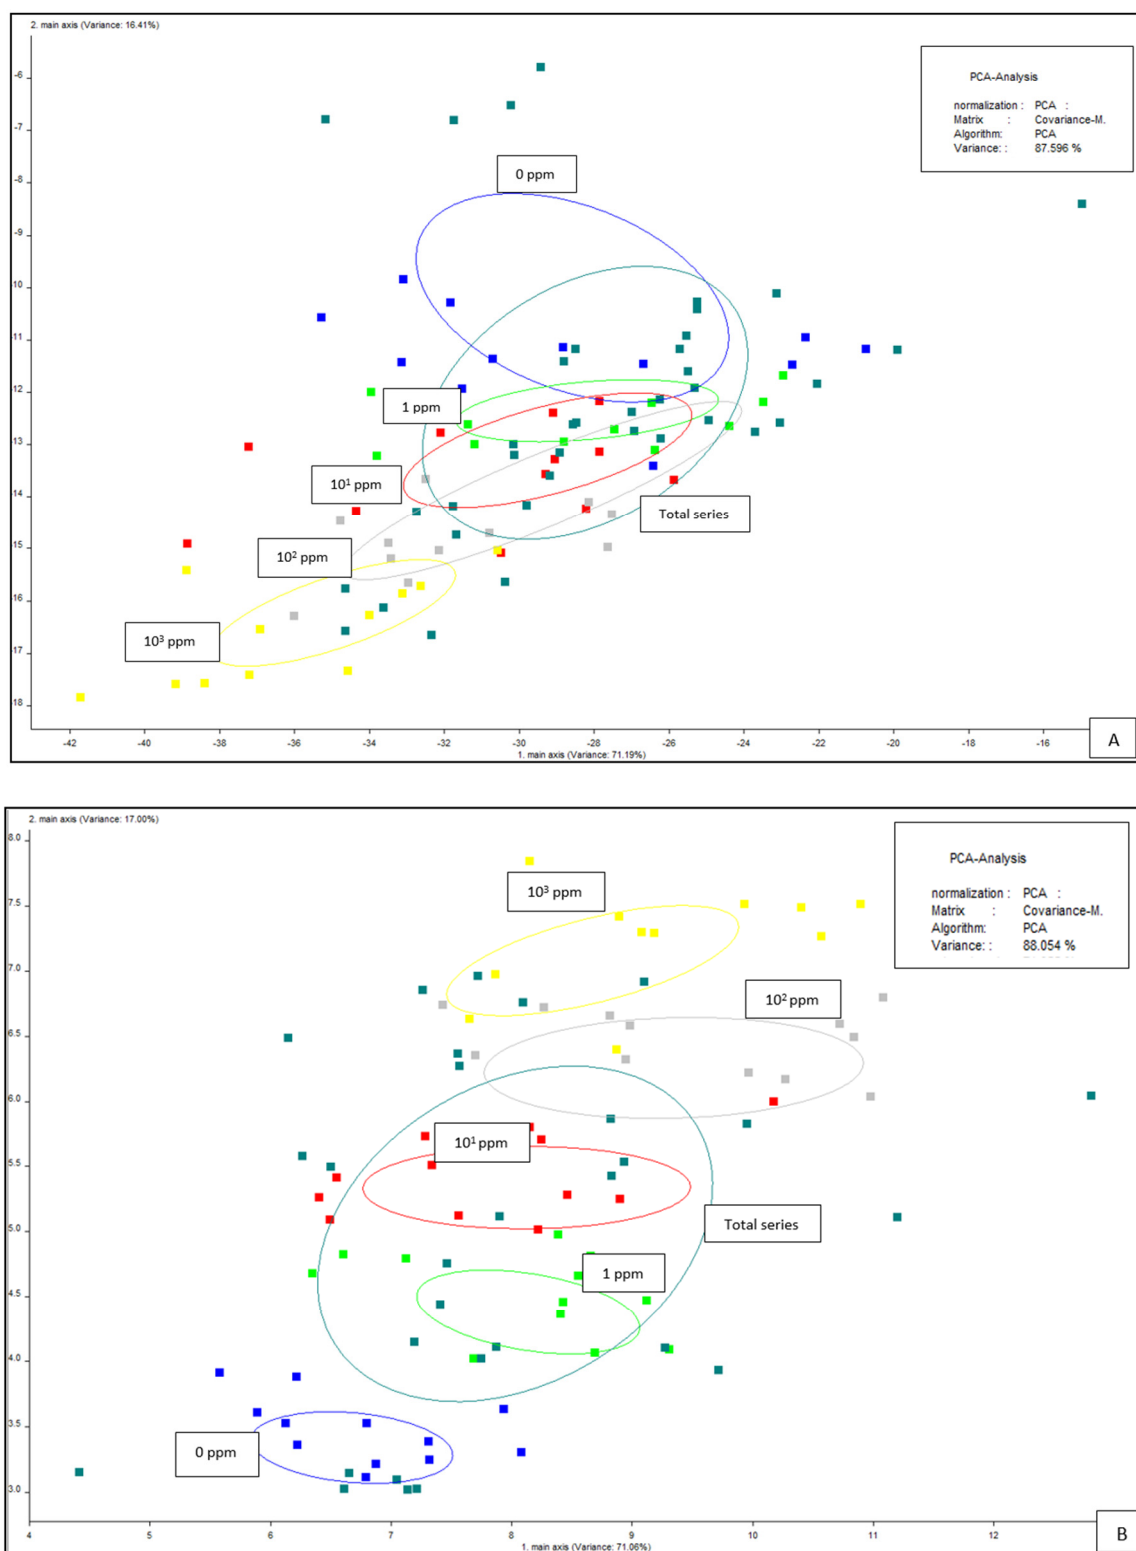 2. main axis (Variance: 16.41%)
PCA-Analysis
normalization : PCA :
Matrix : Covariance-M.
Algorithm: PCA
Variance: : 87.596 %
-6
-7
-8
-9
-10
-11
-12
-13
-14
-15
-16
-17
-18
0 ppm
1 ppm
10¹ ppm
Total series
10² ppm
10³ ppm
-42 -40 -38 -36 -34 -32 -30 -28 -26 -24 -22 -20 -18 -16
1. main axis (Variance: 71.19%)
A
2. main axis (Variance: 17.00%)
PCA-Analysis
normalization : PCA :
Matrix : Covariance-M.
Algorithm: PCA
Variance: : 88.054 %
8.0
7.5
7.0
6.5
6.0
5.5
5.0
4.5
4.0
3.5
3.0
10³ ppm
10² ppm
10¹ ppm
Total series
1 ppm
0 ppm
4 5 6 7 8 9 10 11 12
1. main axis (Variance: 71.06%)
B